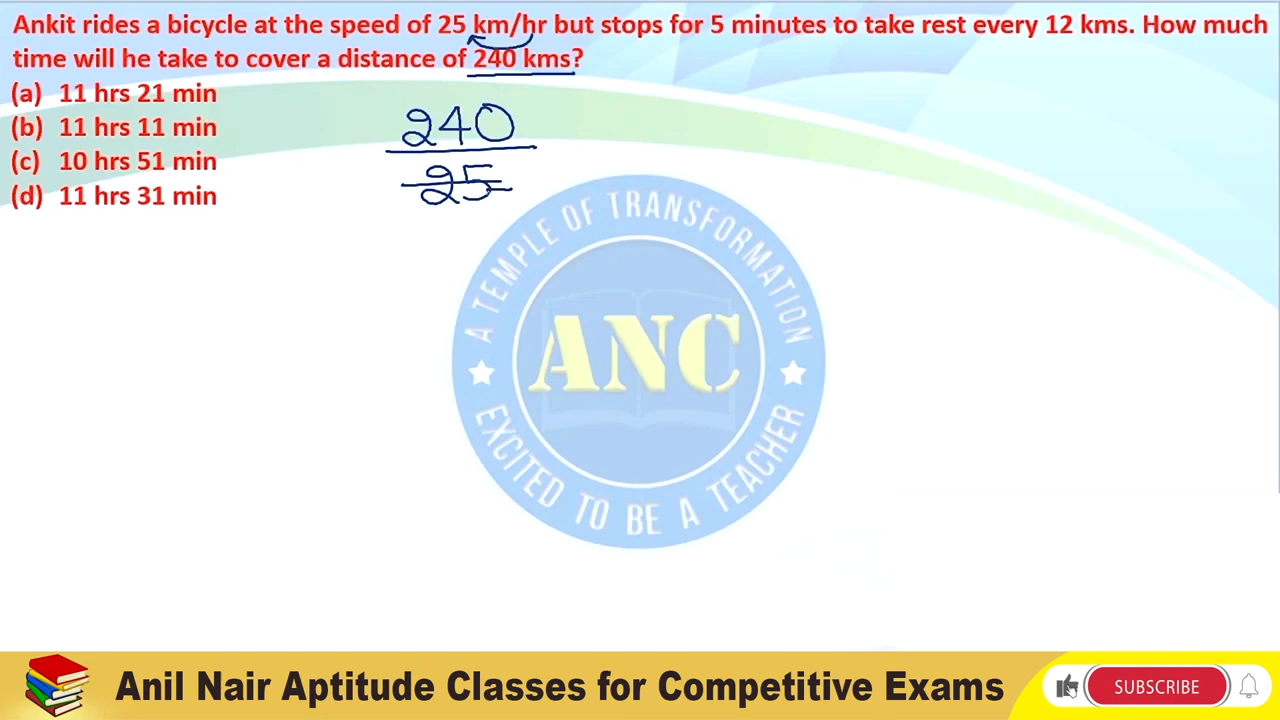 Ankit rides a bicycle at the speed of 25 km/hr but stops for 5 minutes to take rest every 12 kms. How much
time will he take to cover a distance of 240 kms?
(a) 11 hrs 21 min
(b) 11 hrs 11 min
(c) 10 hrs 51 min
(d) 11 hrs 31 min
240
25
A TEMPLE OF TRANSFORMATION
ANC
EXCITED TO BE A TEACHER
Anil Nair Aptitude Classes for Competitive Exams
SUBSCRIBE